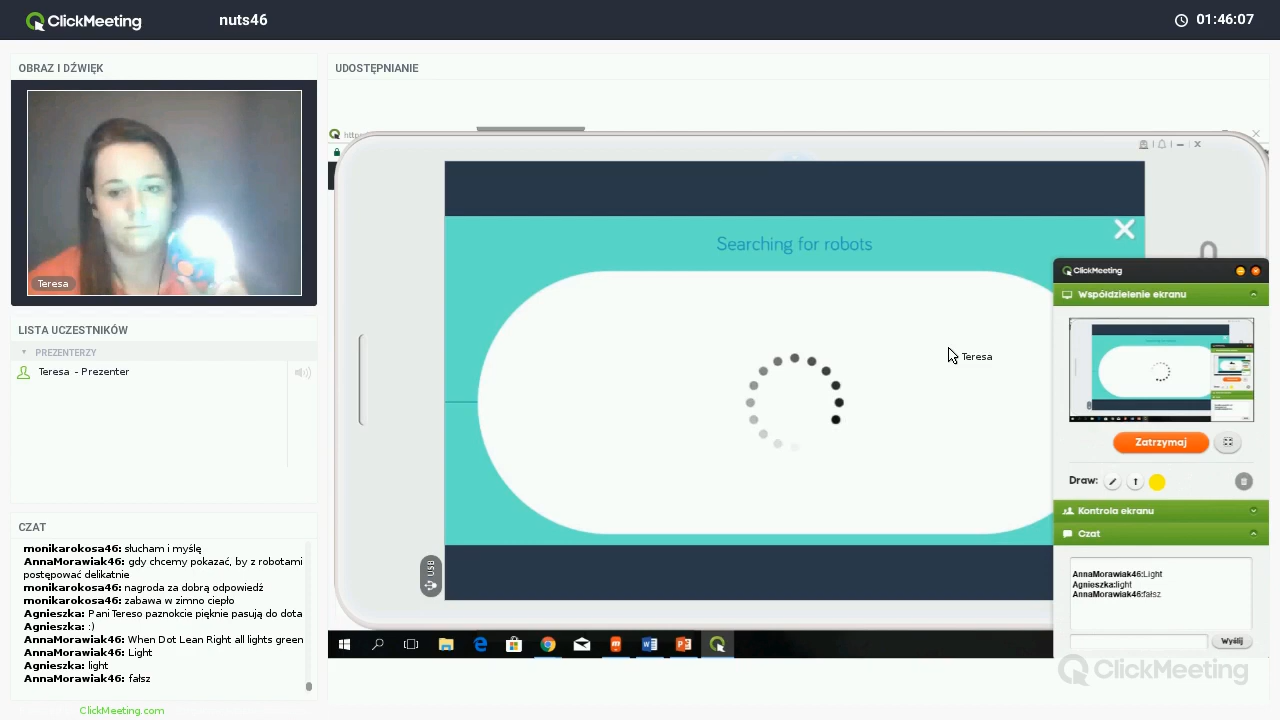 ClickMeeting
nuts46
01:46:07
OBRAZ I DŹWIĘK
Teresa
LISTA UCZESTNIKÓW
PREZENTERZY
Teresa - Prezenter
CZAT
monikarokosa46: słucham i myślę
AnnaMorawiak46: gdy chcemy pokazać, by z robotami
postępować delikatnie
monikarokosa46: nagroda za dobrą odpowiedź
monikarokosa46: zabawa w zimno ciepło
Agnieszka: Pani Tereso paznokcie pięknie pasują do dota
Agnieszka: :)
AnnaMorawiak46: When Dot Lean Right all lights green
AnnaMorawiak46: Light
Agnieszka: light
AnnaMorawiak46: fałsz
ClickMeeting.com
UDOSTĘPNIANIE
Searching for robots
Teresa
USB
ClickMeeting
Współdzielenie ekranu
Zatrzymaj
Draw:
Kontrola ekranu
Czat
AnnaMorawiak46:Light
Agnieszka:light
AnnaMorawiak46:fałsz
Wyślij
ClickMeeting